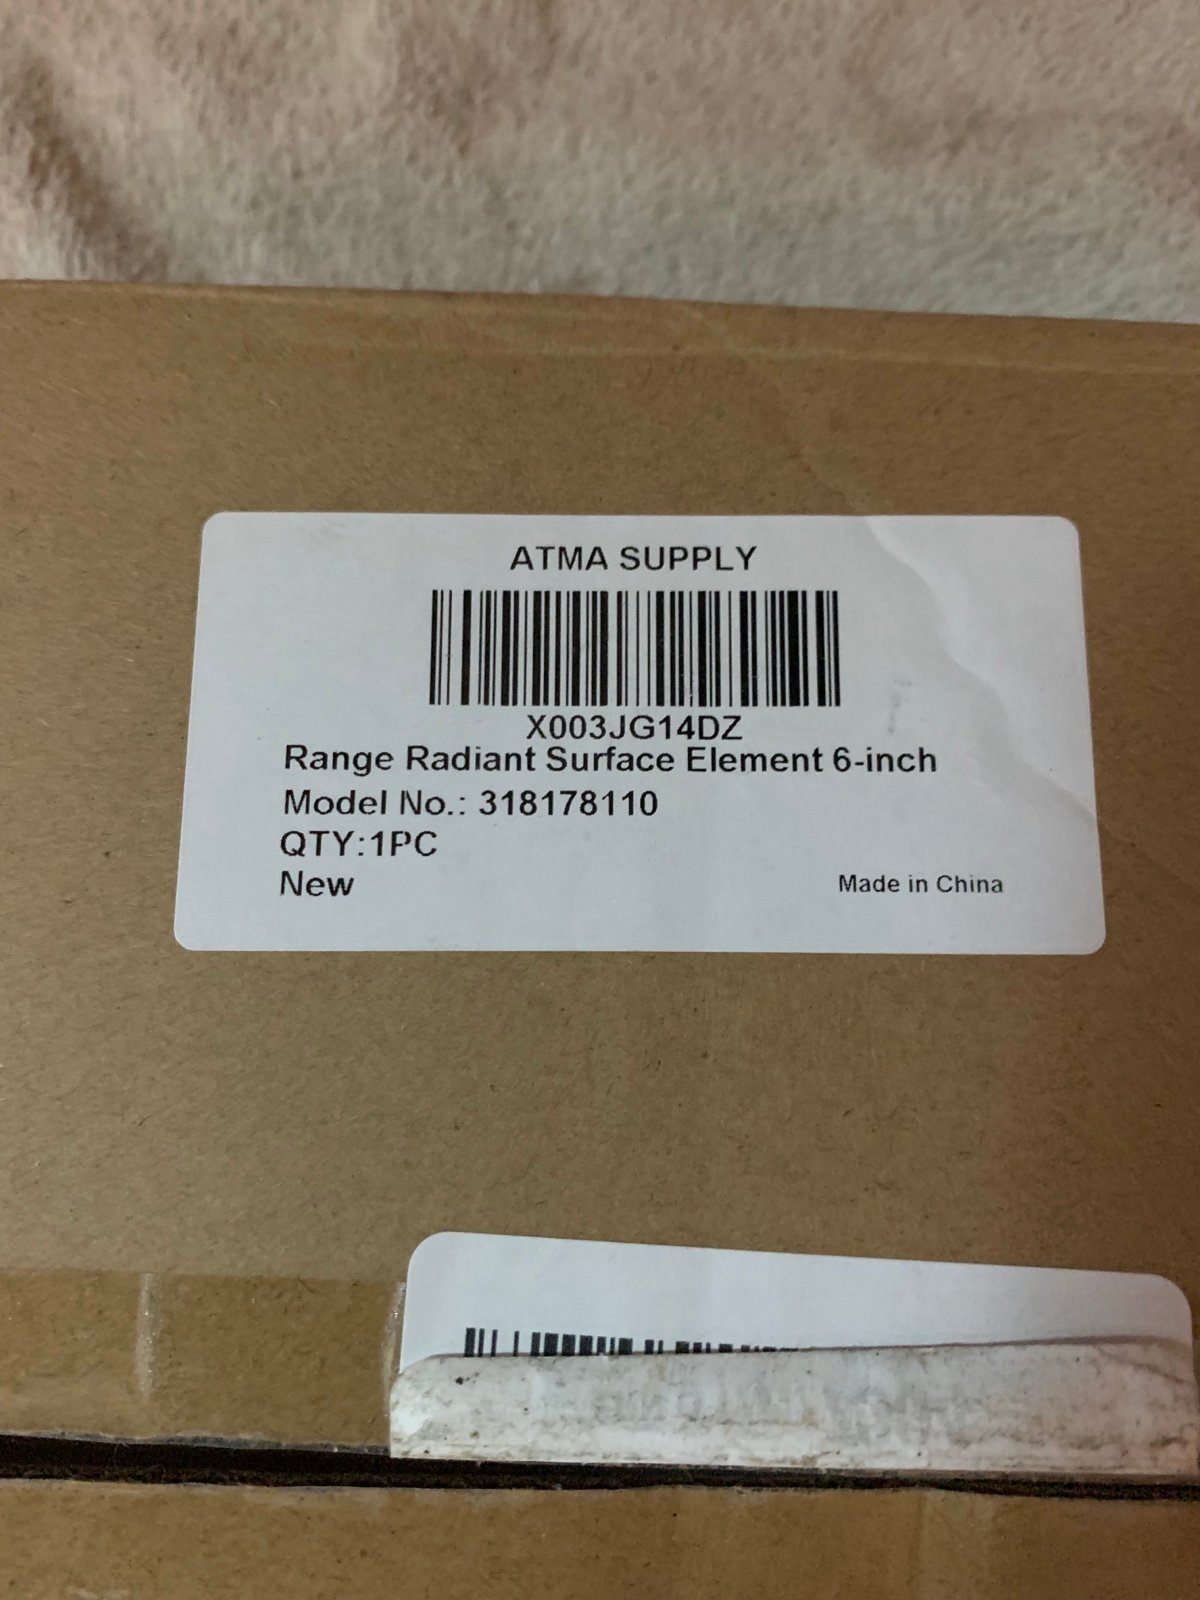 ATMA SUPPLY
X003JG14DZ
Range Radiant Surface Element 6-inch
Model No.: 318178110
QTY:1PC
New
Made in China